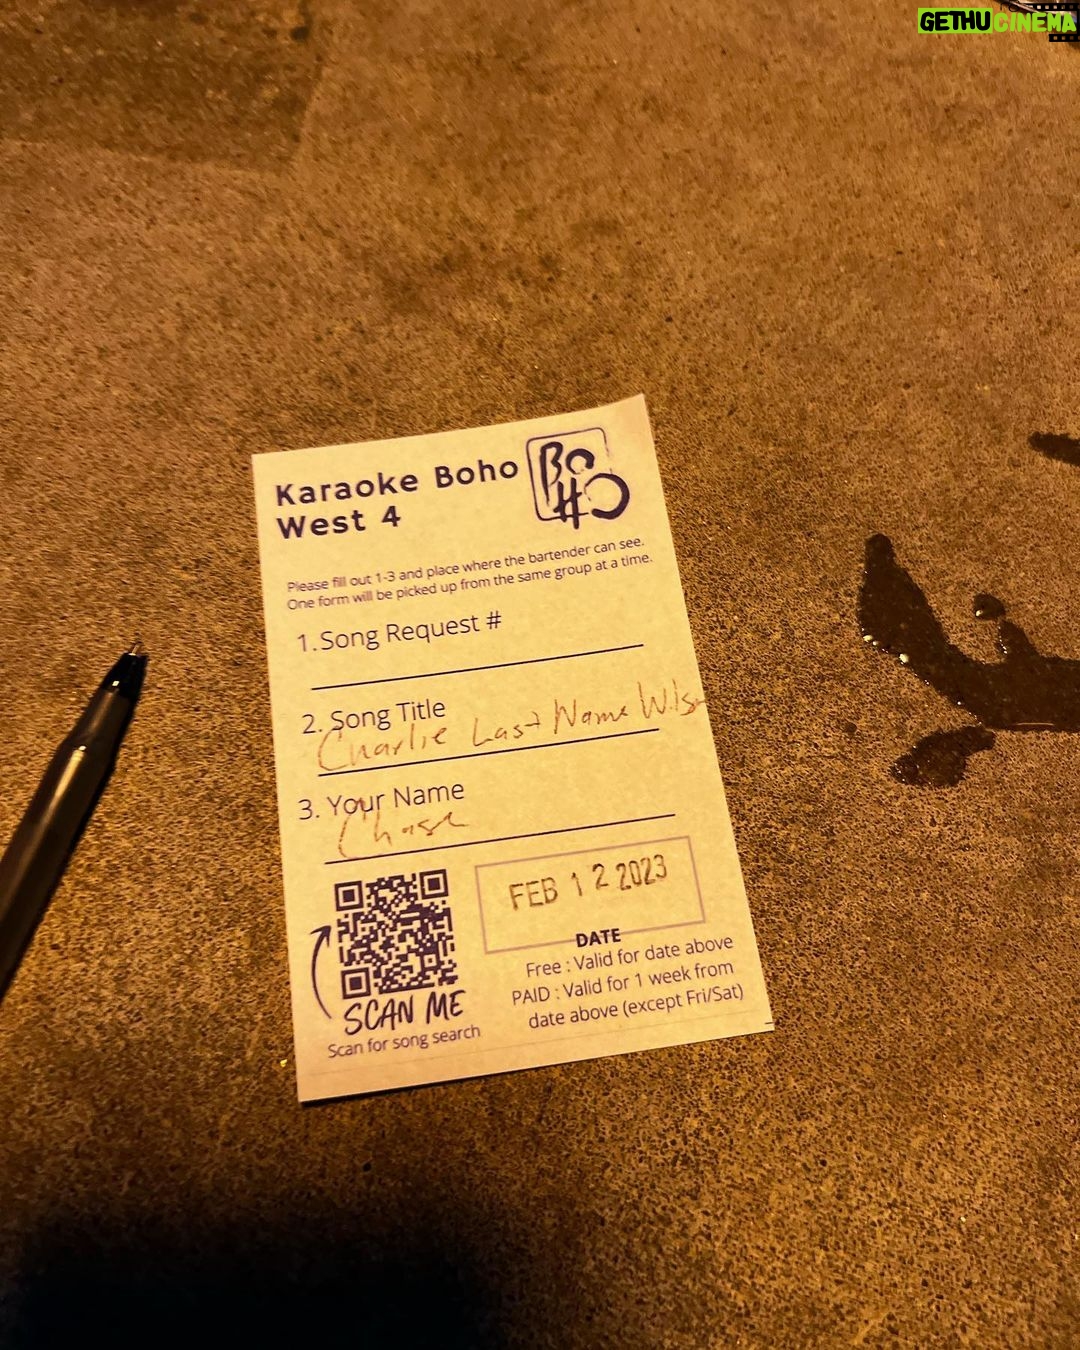 GETHUCINEMA
Karaoke Boho
West 4
BOHO
Please fill out 1-3 and place where the bartender can see.
One form will be picked up from the same group at a time.
1. Song Request #
2. Song Title
Charlie Last Name Wilson
3. Your Name
Chase
FEB 12 2023
DATE
Free : Valid for date above
PAID : Valid for 1 week from
date above (except Fri/Sat)
SCAN ME
Scan for song search